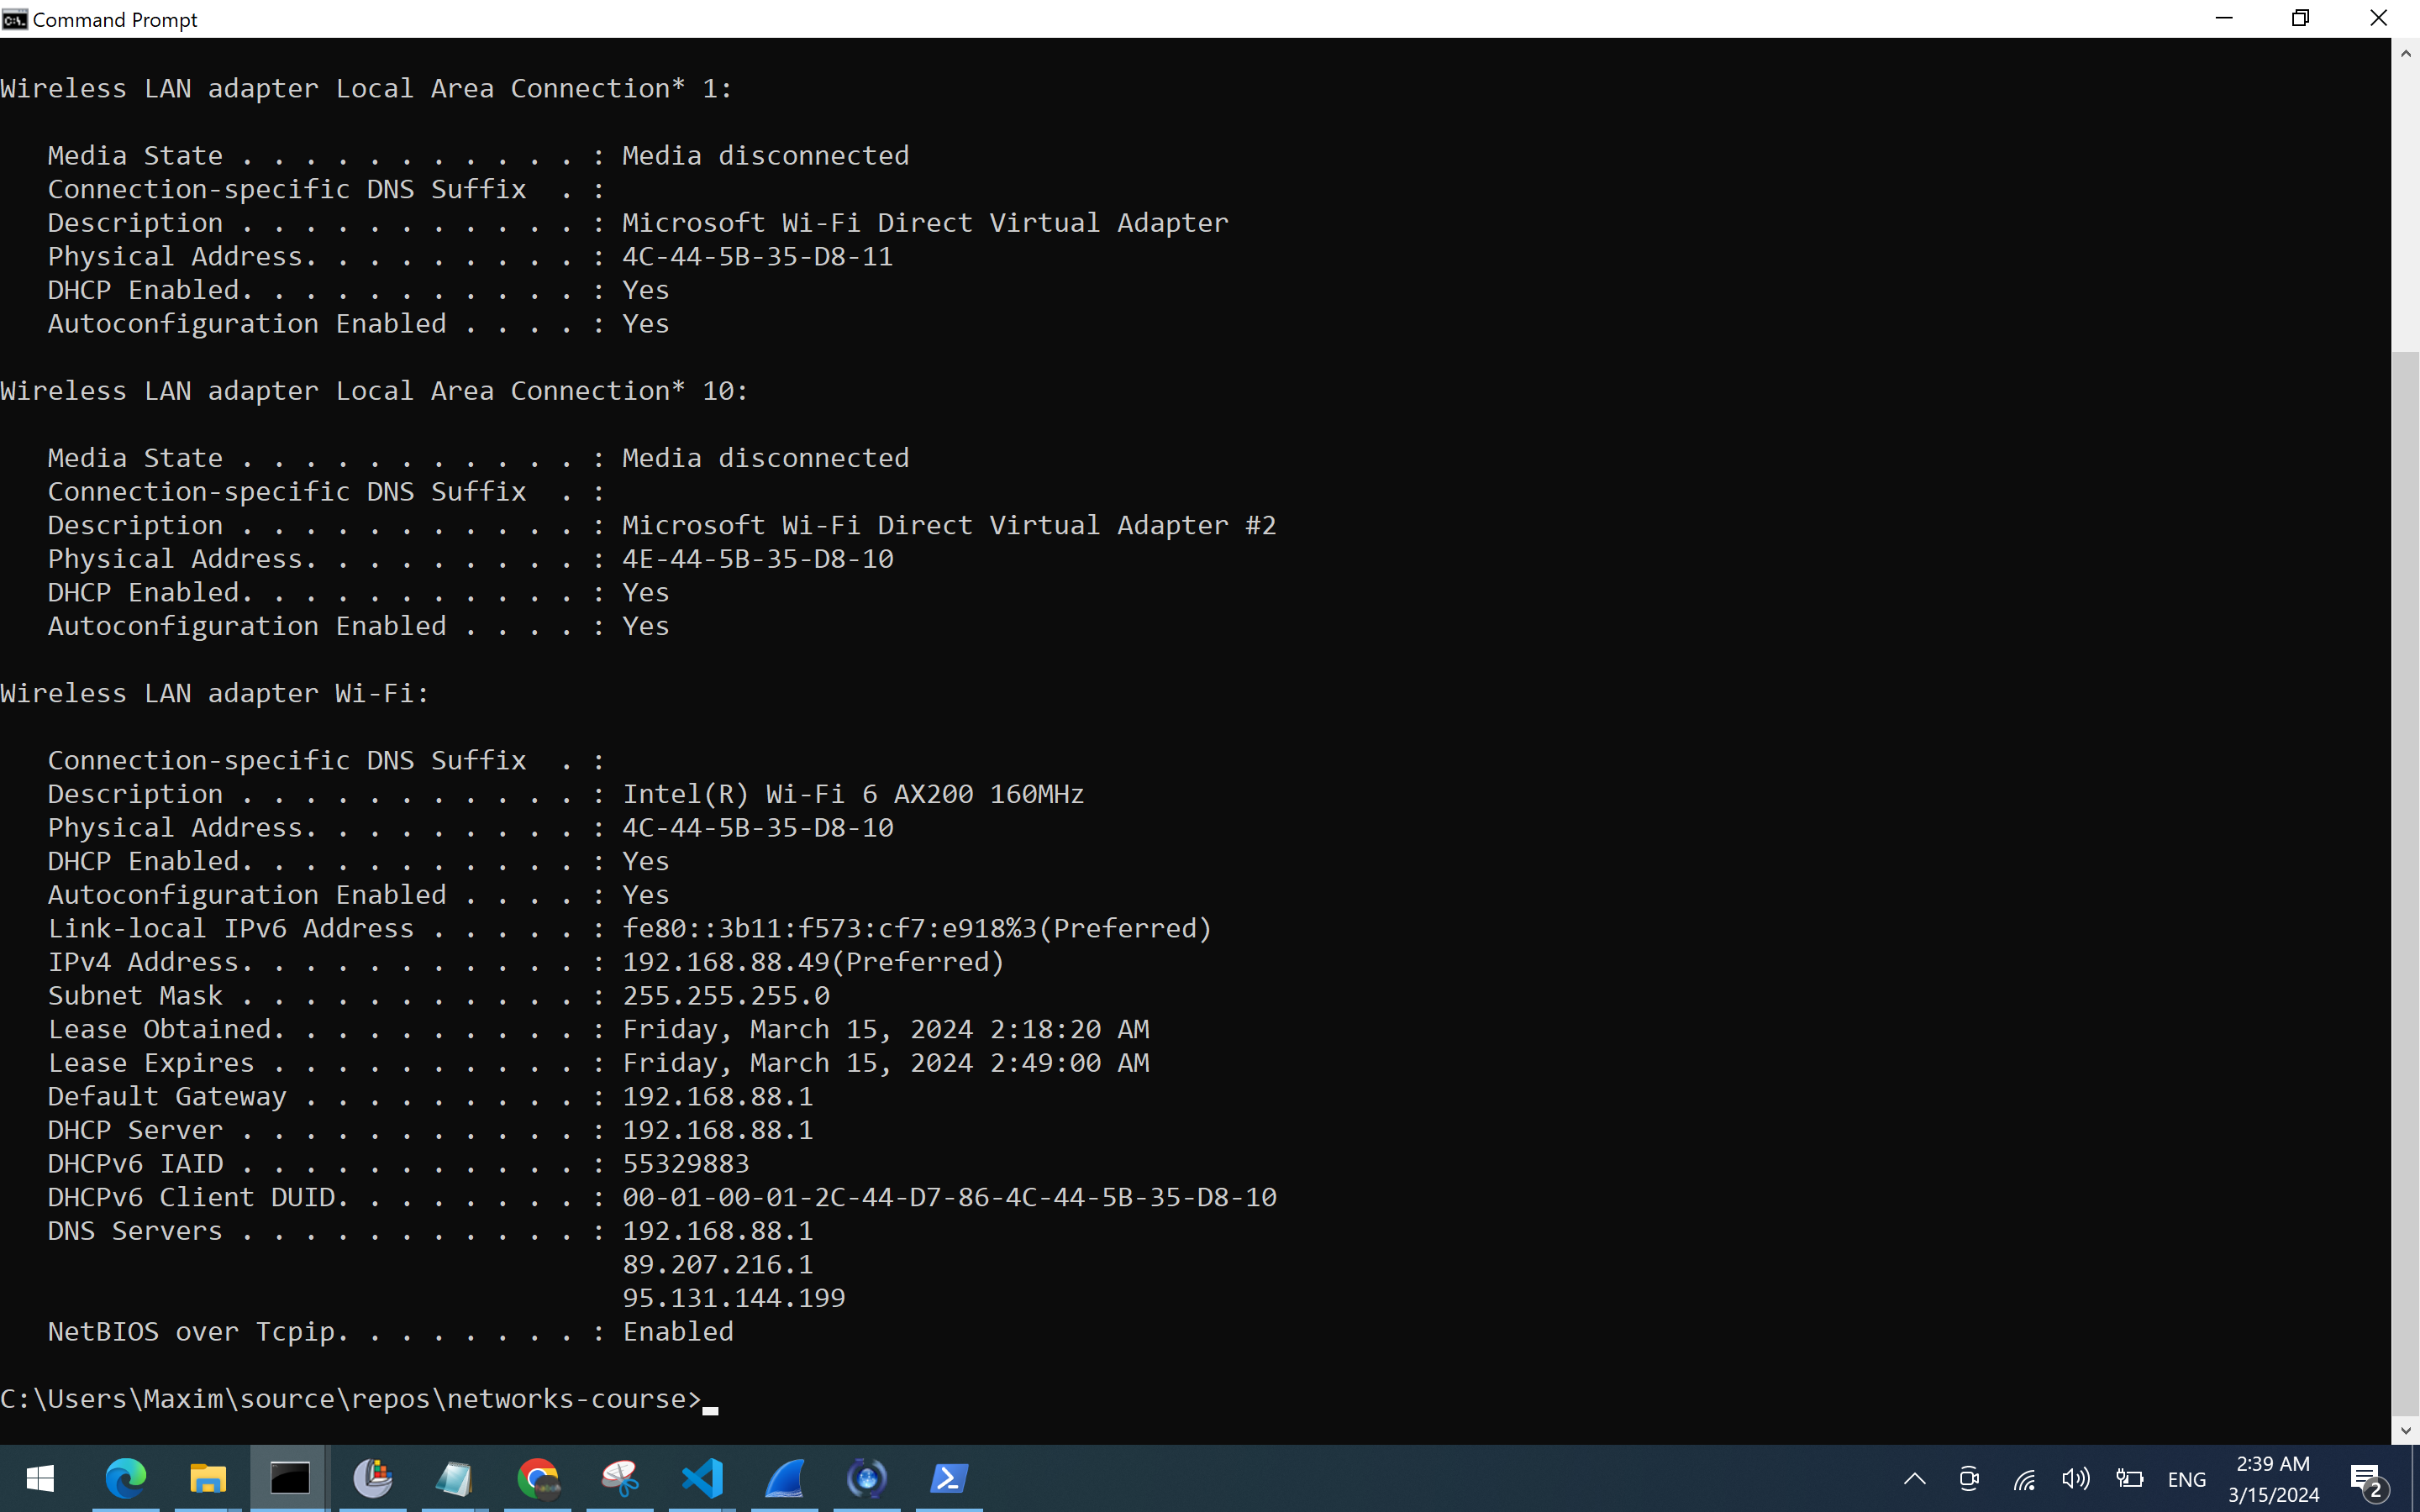 Command Prompt
Wireless LAN adapter Local Area Connection* 1:
Media State . . . . . . . . . . . : Media disconnected
Connection-specific DNS Suffix  . :
Description . . . . . . . . . . . : Microsoft Wi-Fi Direct Virtual Adapter
Physical Address. . . . . . . . . : 4C-44-5B-35-D8-11
DHCP Enabled. . . . . . . . . . . : Yes
Autoconfiguration Enabled . . . . : Yes
Wireless LAN adapter Local Area Connection* 10:
Media State . . . . . . . . . . . : Media disconnected
Connection-specific DNS Suffix  . :
Description . . . . . . . . . . . : Microsoft Wi-Fi Direct Virtual Adapter #2
Physical Address. . . . . . . . . : 4E-44-5B-35-D8-10
DHCP Enabled. . . . . . . . . . . : Yes
Autoconfiguration Enabled . . . . : Yes
Wireless LAN adapter Wi-Fi:
Connection-specific DNS Suffix  . :
Description . . . . . . . . . . . : Intel(R) Wi-Fi 6 AX200 160MHz
Physical Address. . . . . . . . . : 4C-44-5B-35-D8-10
DHCP Enabled. . . . . . . . . . . : Yes
Autoconfiguration Enabled . . . . : Yes
Link-local IPv6 Address . . . . . : fe80::3b11:f573:cf7:e918%3(Preferred)
IPv4 Address. . . . . . . . . . . : 192.168.88.49(Preferred)
Subnet Mask . . . . . . . . . . . : 255.255.255.0
Lease Obtained. . . . . . . . . . : Friday, March 15, 2024 2:18:20 AM
Lease Expires . . . . . . . . . . : Friday, March 15, 2024 2:49:00 AM
Default Gateway . . . . . . . . . : 192.168.88.1
DHCP Server . . . . . . . . . . . : 192.168.88.1
DHCPv6 IAID . . . . . . . . . . . : 55329883
DHCPv6 Client DUID. . . . . . . . : 00-01-00-01-2C-44-D7-86-4C-44-5B-35-D8-10
DNS Servers . . . . . . . . . . . : 192.168.88.1
89.207.216.1
95.131.144.199
NetBIOS over Tcpip. . . . . . . . : Enabled
C:\Users\Maxim\source\repos\networks-course>
ENG
2:39 AM
3/15/2024
2